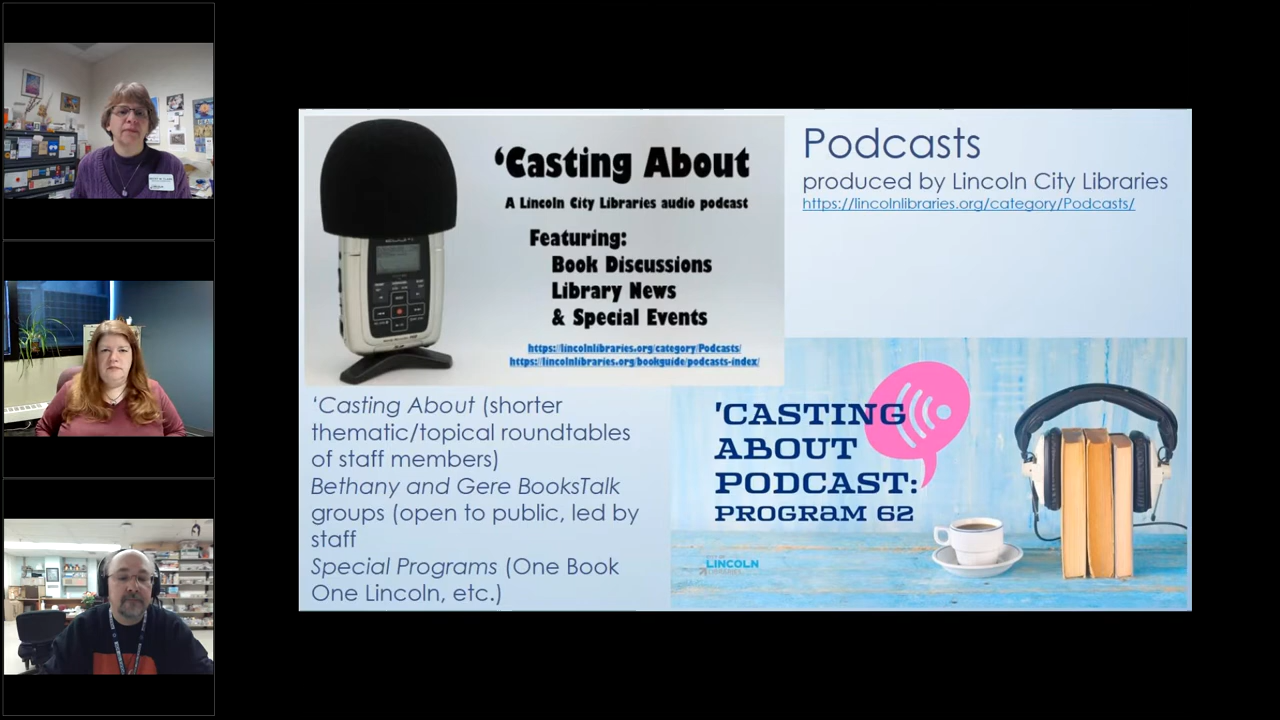 ‘Casting About
A Lincoln City Libraries audio podcast
Featuring:
Book Discussions
Library News
& Special Events
https://lincolnlibraries.org/category/Podcasts/
https://lincolnlibraries.org/bookguide/podcasts-index/
Podcasts
produced by Lincoln City Libraries
https://lincolnlibraries.org/category/Podcasts/
‘Casting About (shorter
thematic/topical roundtables
of staff members)
Bethany and Gere BooksTalk
groups (open to public, led by
staff
Special Programs (One Book
One Lincoln, etc.)
'CASTING
ABOUT
PODCAST:
PROGRAM 62
CITY OF
LINCOLN
LIBRARIES